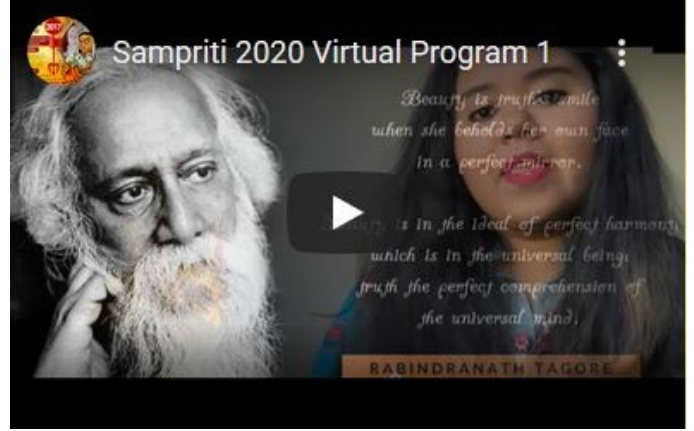 2017
Sampriti 2020 Virtual Program 1
Beauty is truth's smile
when she beholds her own face
in a perfect mirror.
Beauty is in the ideal of perfect harmony
which is in the universal being;
truth the perfect comprehension of
the universal mind.
RABINDRANATH TAGORE